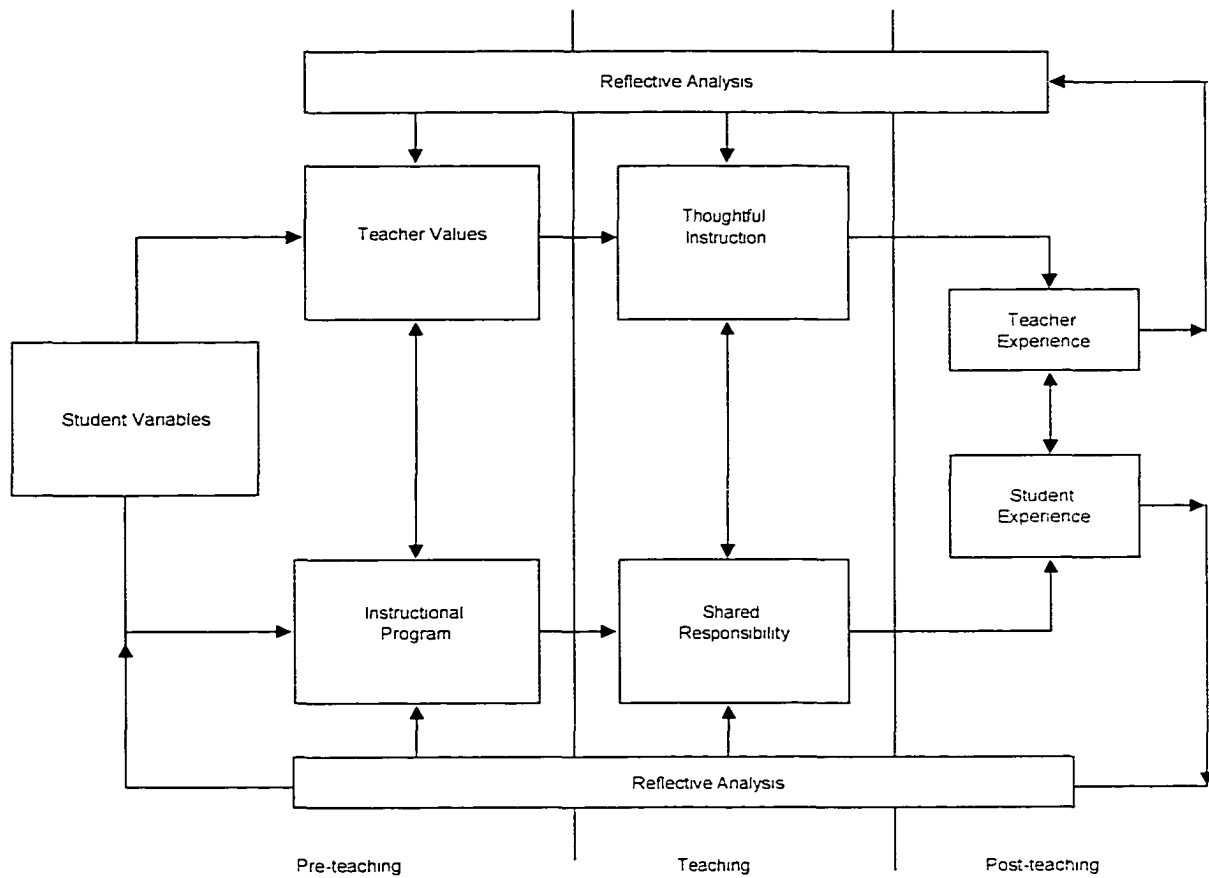 Reflective Analysis
Teacher Values
Thoughtful
Instruction
Teacher
Experience
Student Variables
Student
Experience
Instructional
Program
Shared
Responsibility
Reflective Analysis
Pre-teaching
Teaching
Post-teaching